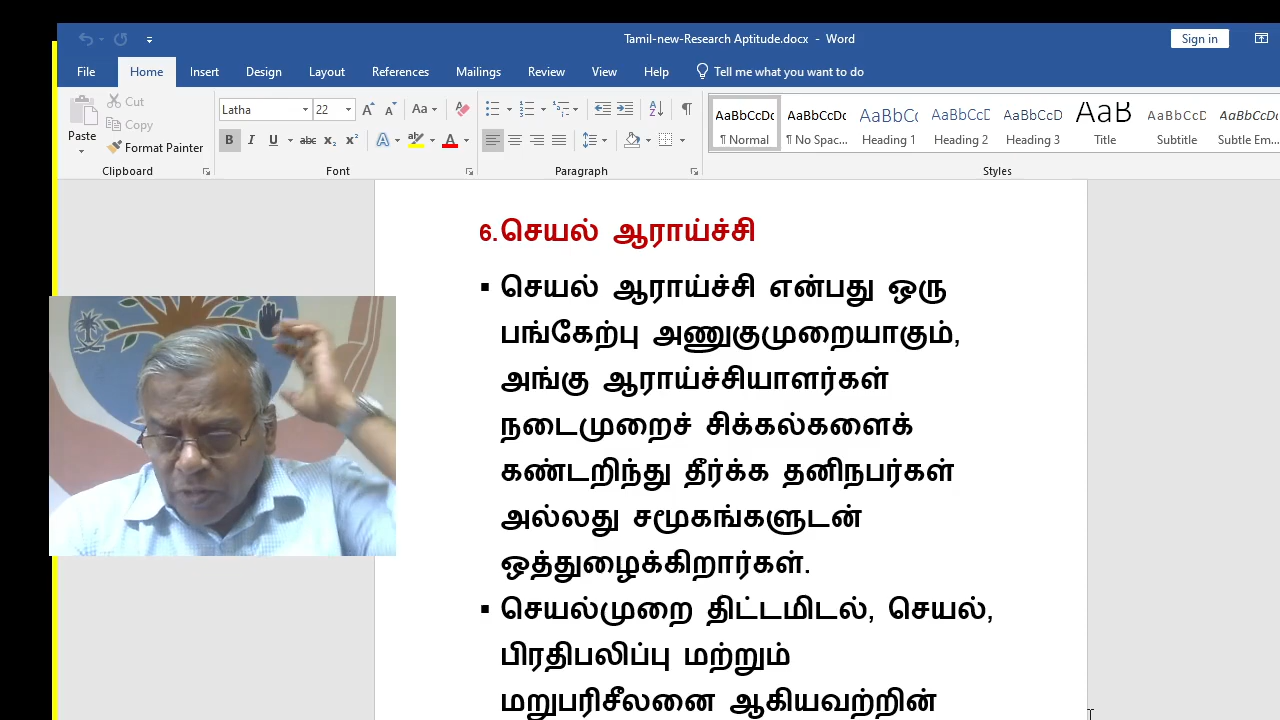 Tamil-new-Research Aptitude.docx - Word
Sign in
File Home Insert Design Layout References Mailings Review View Help Tell me what you want to do
Paste
Cut
Copy
Format Painter
Clipboard
Latha 22
Font
Paragraph
AaBbCcDc AaBbCcDc AaBbCc AaBbCcD AaBbCcD AaB AaBbCcD AaBbCcD
¶ Normal ¶ No Spac... Heading 1 Heading 2 Heading 3 Title Subtitle Subtle Em...
Styles
6.செயல் ஆராய்ச்சி
▪ செயல் ஆராய்ச்சி என்பது ஒரு
பங்கேற்பு அணுகுமுறையாகும்,
அங்கு ஆராய்ச்சியாளர்கள்
நடைமுறைச் சிக்கல்களைக்
கண்டறிந்து தீர்க்க தனிநபர்கள்
அல்லது சமூகங்களுடன்
ஒத்துழைக்கிறார்கள்.
▪ செயல்முறை திட்டமிடல், செயல்,
பிரதிபலிப்பு மற்றும்
மறுபரிசீலனை ஆகியவற்றின்